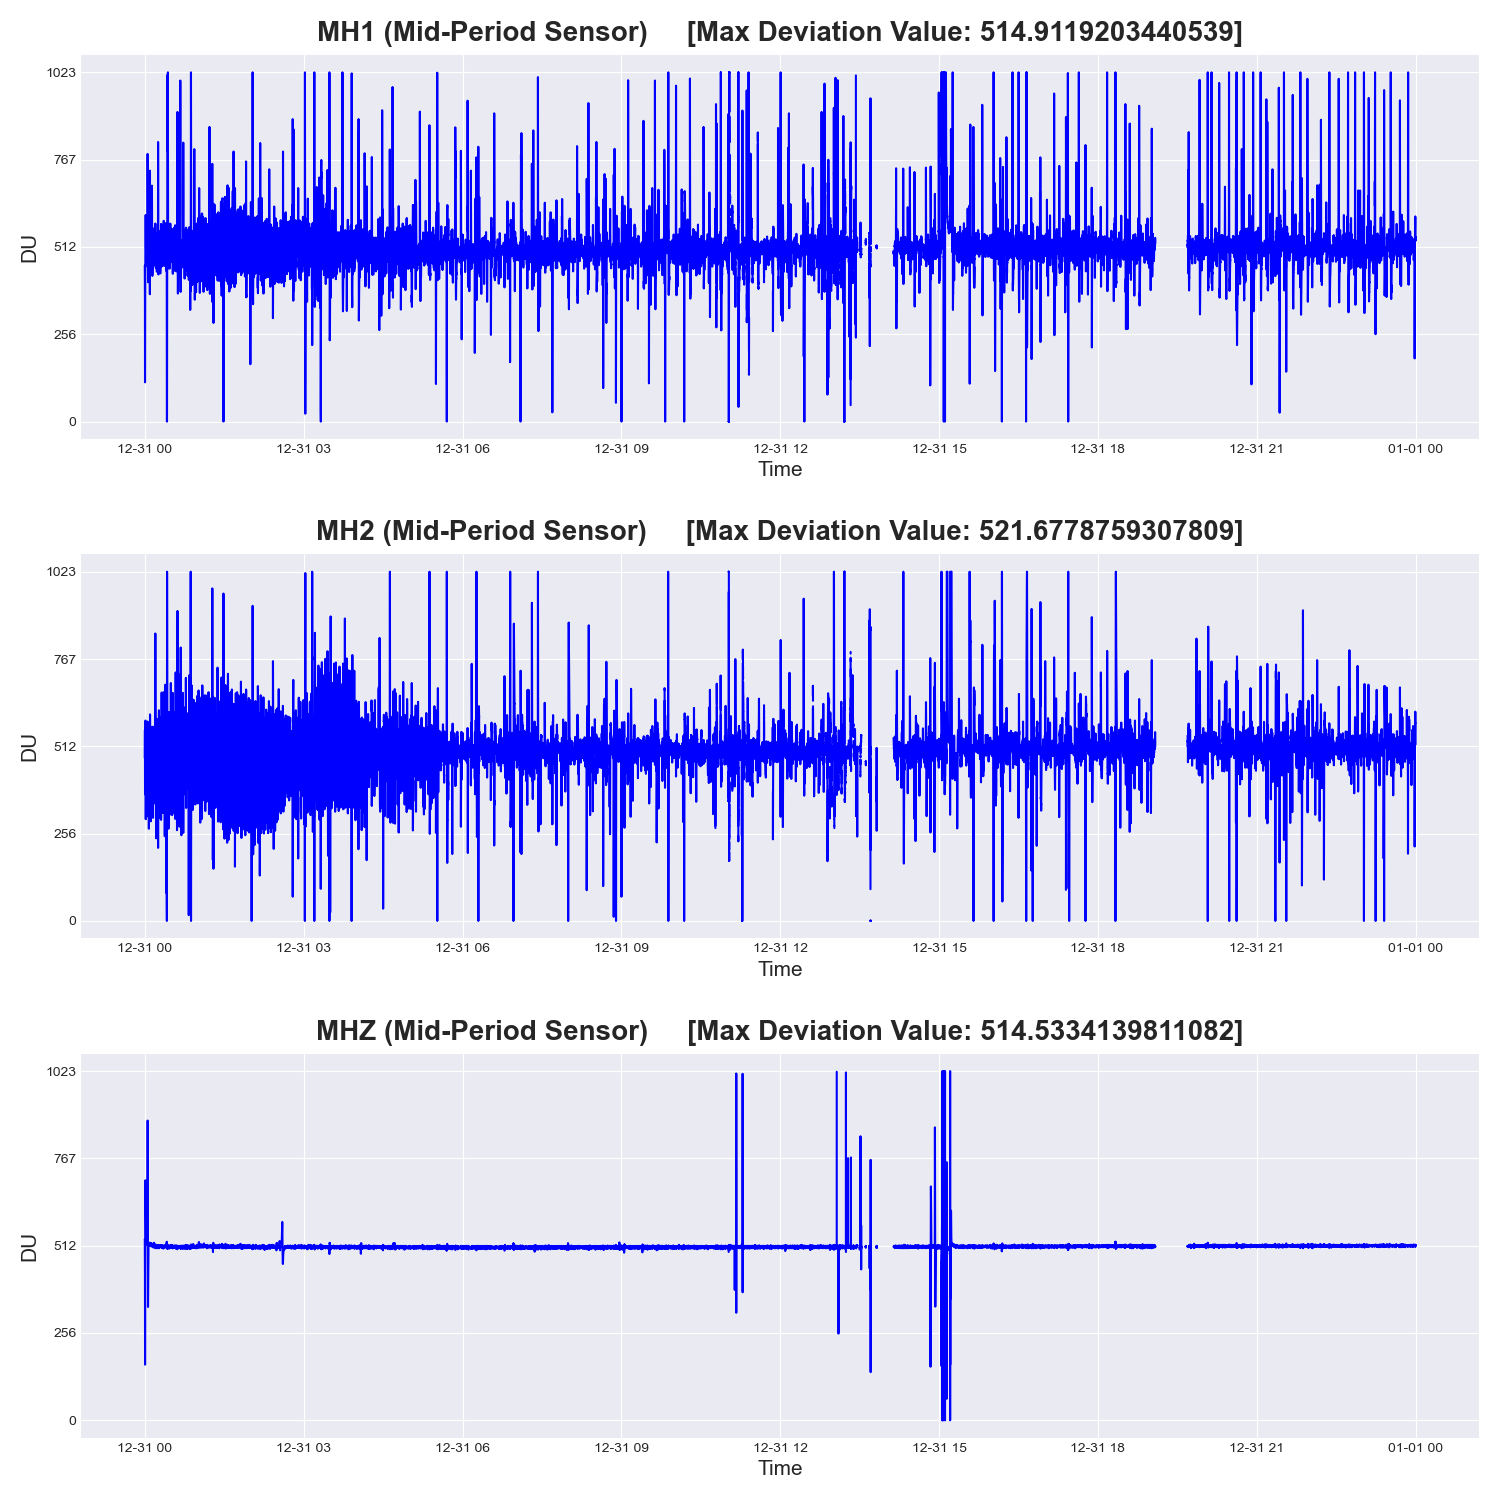 MH1 (Mid-Period Sensor) [Max Deviation Value: 514.9119203440539]
1023
767
512
256
0
DU
12-31 00 12-31 03 12-31 06 12-31 09 12-31 12 12-31 15 12-31 18 12-31 21 01-01 00
Time
MH2 (Mid-Period Sensor) [Max Deviation Value: 521.6778759307809]
1023
767
512
256
0
DU
12-31 00 12-31 03 12-31 06 12-31 09 12-31 12 12-31 15 12-31 18 12-31 21 01-01 00
Time
MHZ (Mid-Period Sensor) [Max Deviation Value: 514.5334139811082]
1023
767
512
256
0
DU
12-31 00 12-31 03 12-31 06 12-31 09 12-31 12 12-31 15 12-31 18 12-31 21 01-01 00
Time